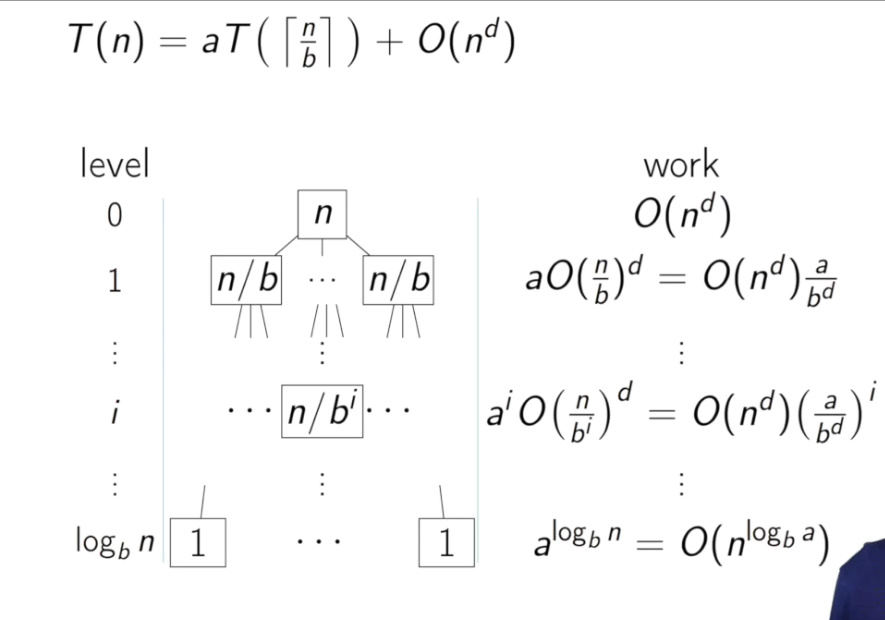 T(n) = aT(⌈n/b⌉) + O(n^d)
level work
0 n O(n^d)
1 n/b ⋯ n/b aO(n/b)^d = O(n^d) a/b^d
⋮ ⋮ ⋮
i ⋯ n/b^i ⋯ a^i O(n/b^i)^d = O(n^d)(a/b^d)^i
⋮ ⋮ ⋮
log_b n 1 ⋯ 1 a^(log_b n) = O(n^(log_b a))